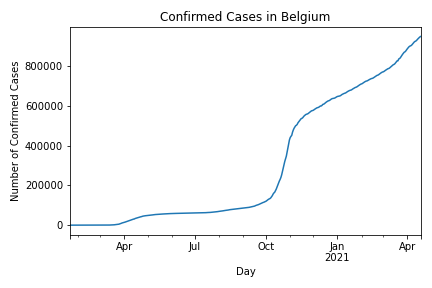 Confirmed Cases in Belgium
Number of Confirmed Cases
800000
600000
400000
200000
0
Apr
Jul
Oct
Jan
2021
Apr
Day